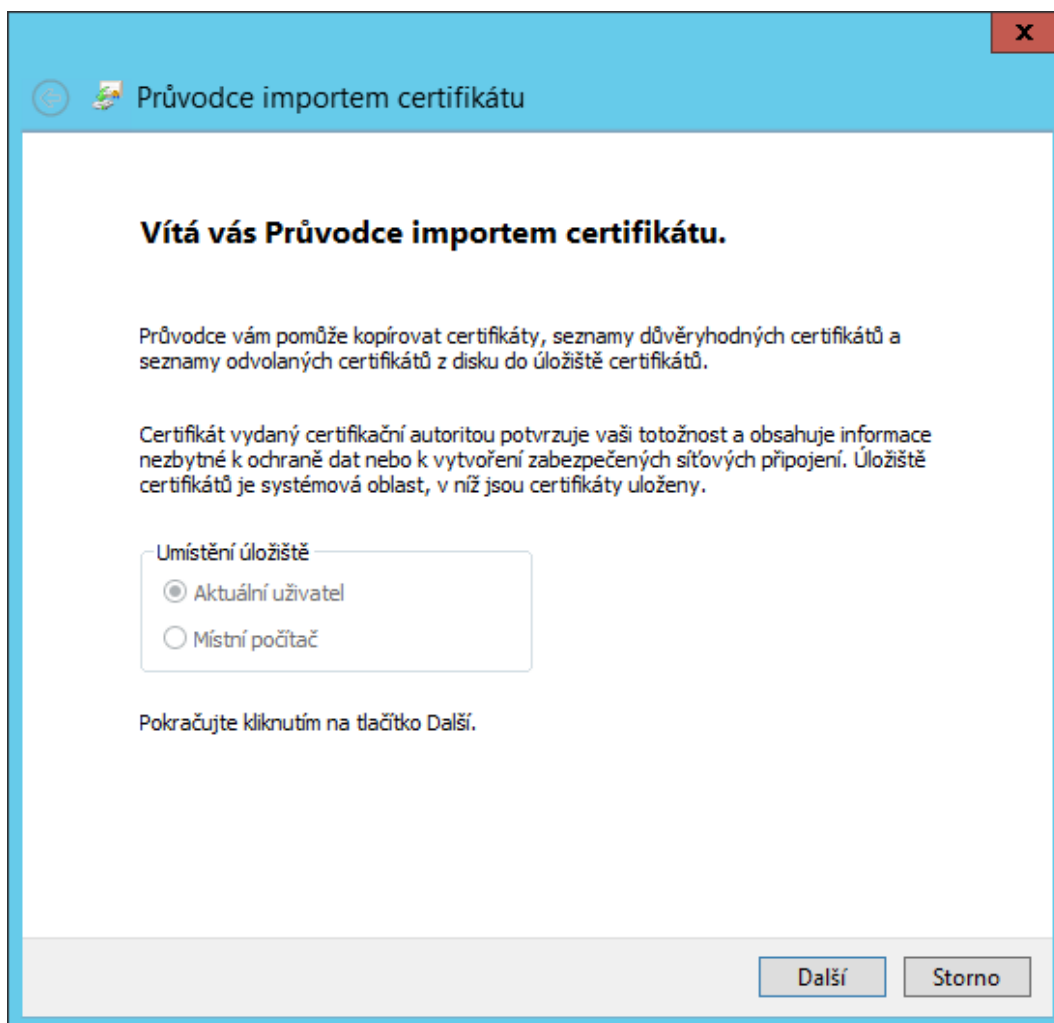 x
Průvodce importem certifikátu
Vítá vás Průvodce importem certifikátu.
Průvodce vám pomůže kopírovat certifikáty, seznamy důvěryhodných certifikátů a
seznamy odvolaných certifikátů z disku do úložiště certifikátů.
Certifikát vydaný certifikační autoritou potvrzuje vaši totožnost a obsahuje informace
nezbytné k ochraně dat nebo k vytvoření zabezpečených síťových připojení. Úložiště
certifikátů je systémová oblast, v níž jsou certifikáty uloženy.
Umístění úložiště
Aktuální uživatel
Místní počítač
Pokračujte kliknutím na tlačítko Další.
Další Storno